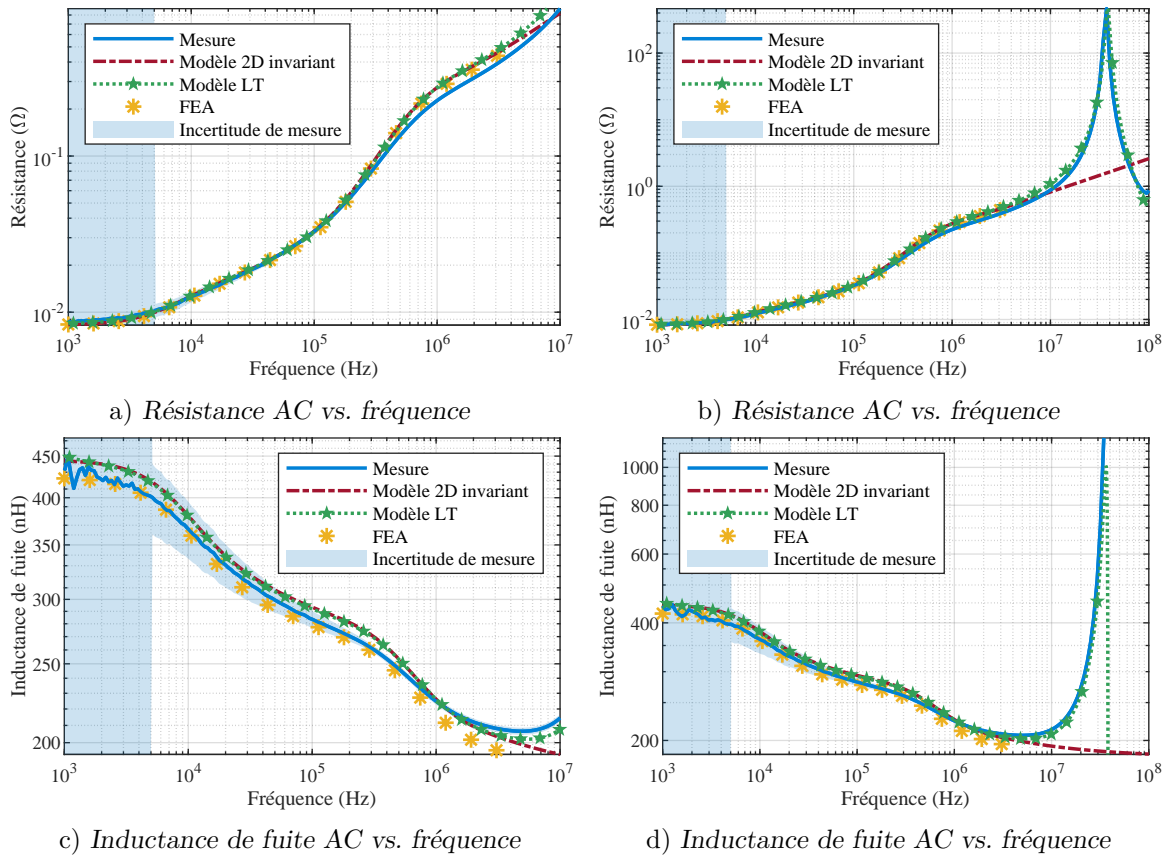 Mesure
Modèle 2D invariant
Modèle LT
FEA
Incertitude de mesure
Résistance (Ω)
10^-1
10^-2
10^3 10^4 10^5 10^6 10^7
Fréquence (Hz)
a) Résistance AC vs. fréquence
Mesure
Modèle 2D invariant
Modèle LT
FEA
Incertitude de mesure
Résistance (Ω)
10^2
10^0
10^-2
10^3 10^4 10^5 10^6 10^7 10^8
Fréquence (Hz)
b) Résistance AC vs. fréquence
Mesure
Modèle 2D invariant
Modèle LT
FEA
Incertitude de mesure
Inductance de fuite (nH)
450
400
350
300
250
200
10^3 10^4 10^5 10^6 10^7
Fréquence (Hz)
c) Inductance de fuite AC vs. fréquence
Mesure
Modèle 2D invariant
Modèle LT
FEA
Incertitude de mesure
Inductance de fuite (nH)
1000
800
600
400
200
10^3 10^4 10^5 10^6 10^7 10^8
Fréquence (Hz)
d) Inductance de fuite AC vs. fréquence